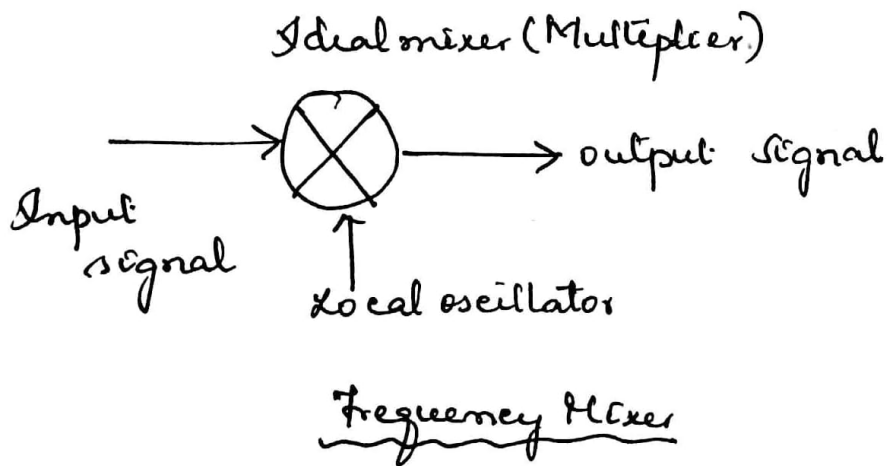 Ideal mixer (Multiplier)
output signal
Input
signal
Local oscillator
Frequency Mixer